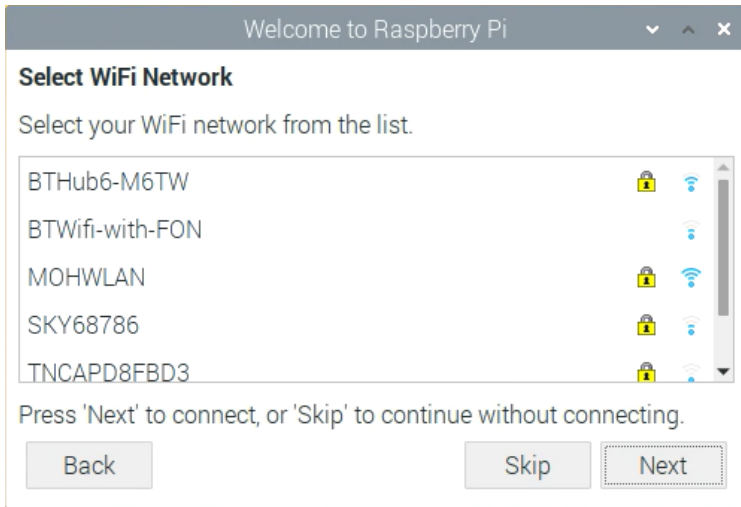 Welcome to Raspberry Pi
Select WiFi Network
Select your WiFi network from the list.
BTHub6-M6TW
BTWifi-with-FON
MOHWLAN
SKY68786
TNCAPD8FBD3
Press 'Next' to connect, or 'Skip' to continue without connecting.
Back Skip Next